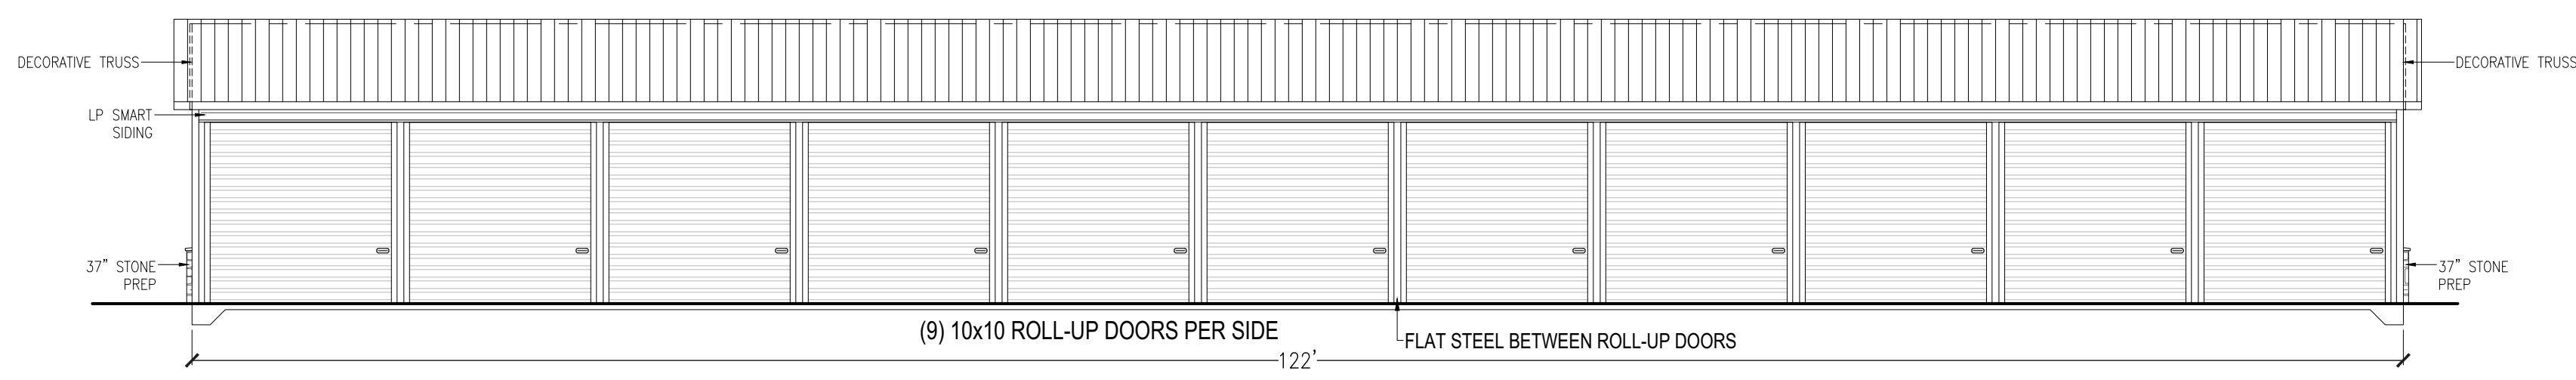 DECORATIVE TRUSS
DECORATIVE TRUSS
LP SMART
SIDING
37" STONE
PREP
37" STONE
PREP
(9) 10x10 ROLL-UP DOORS PER SIDE
FLAT STEEL BETWEEN ROLL-UP DOORS
122'